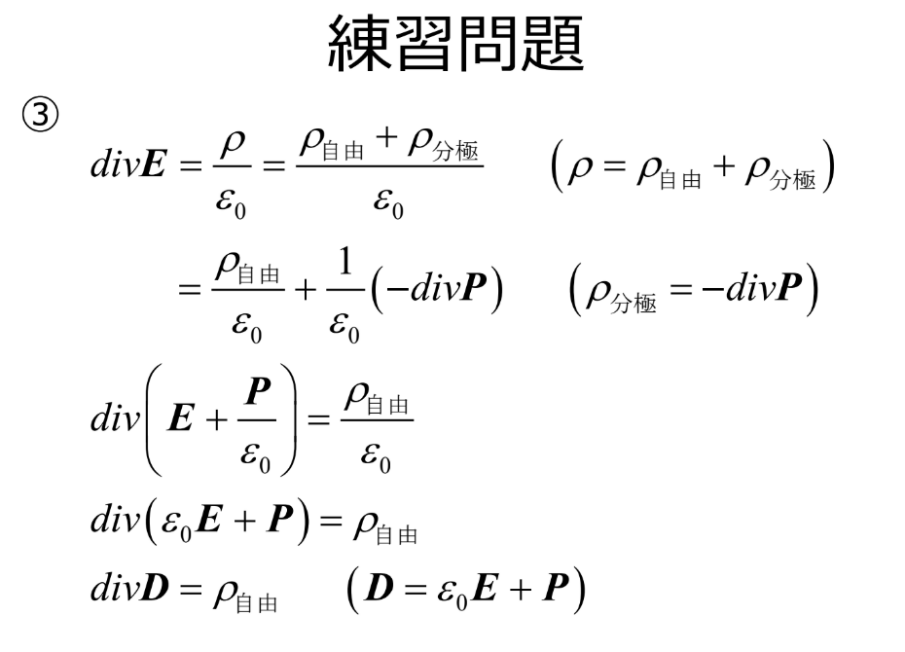 練習問題
③
divE = ρ/ε₀ = (ρ自由 + ρ分極)/ε₀ (ρ = ρ自由 + ρ分極)
= ρ自由/ε₀ + 1/ε₀ (−divP) (ρ分極 = −divP)
div(E + P/ε₀) = ρ自由/ε₀
div(ε₀E + P) = ρ自由
divD = ρ自由 (D = ε₀E + P)